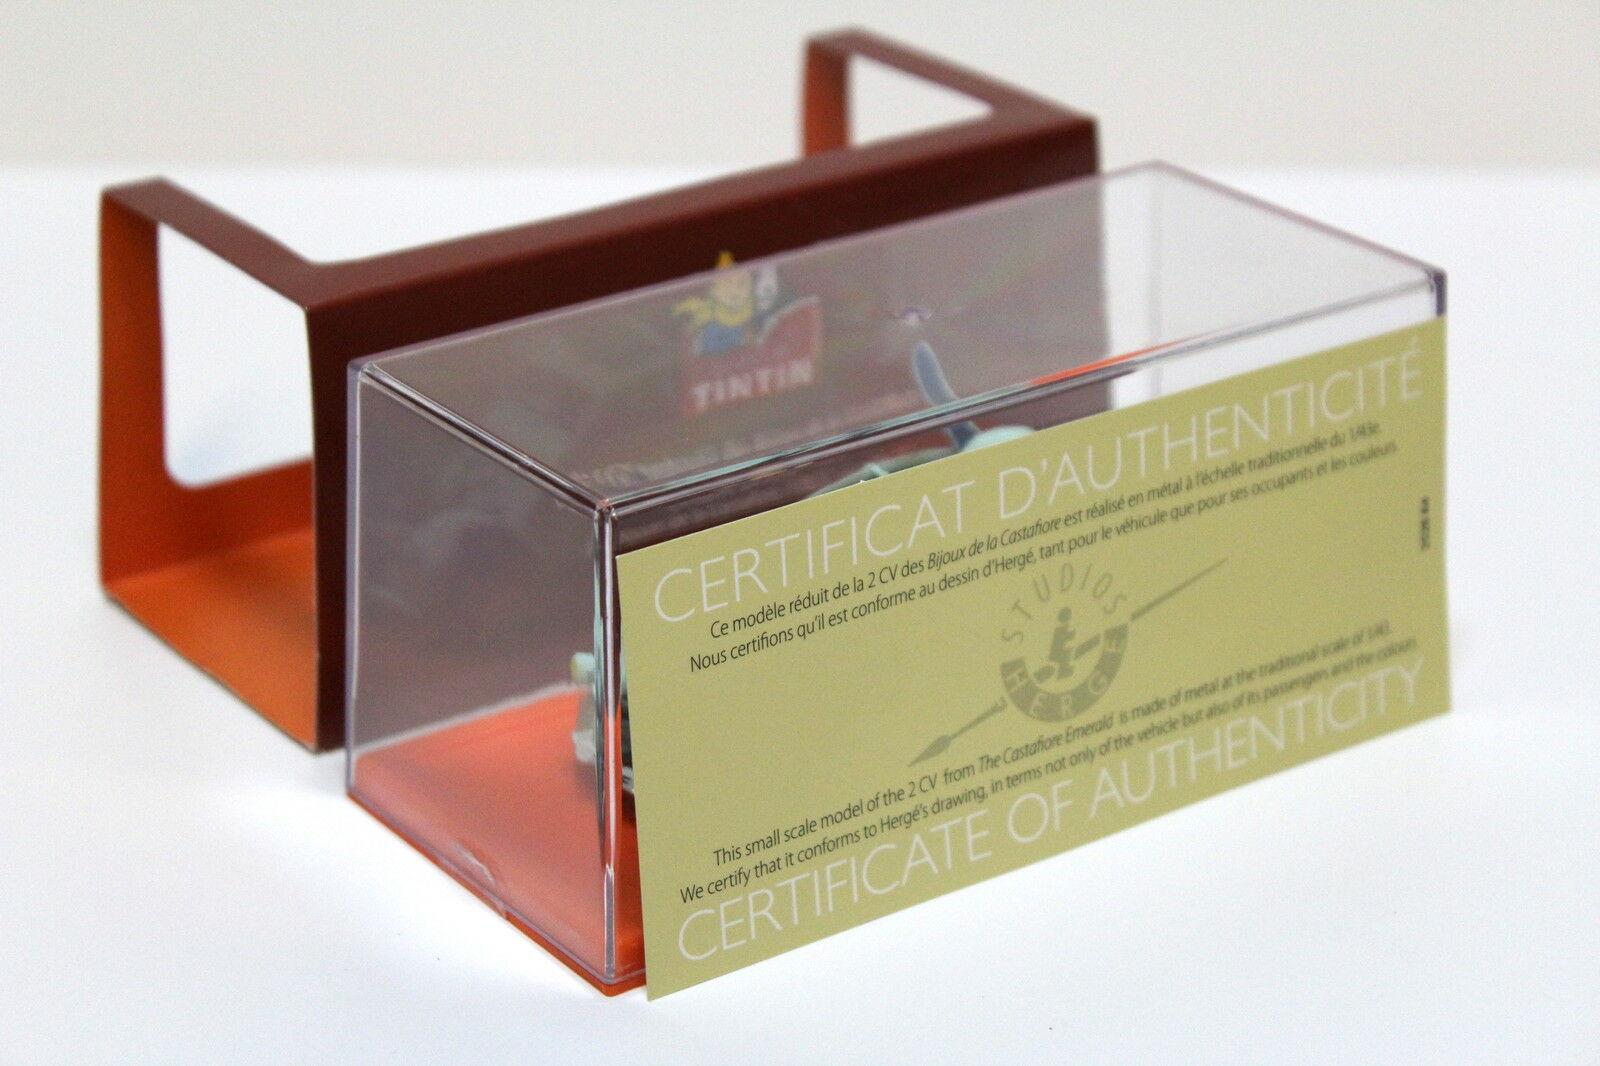 TINTIN
CERTIFICAT D'AUTHENTICITÉ
Ce modèle réduit de la 2 CV des Bijoux de la Castafiore est réalisé en métal à l'échelle traditionnelle du 1/43e.
Nous certifions qu'il est conforme au dessin d'Hergé, tant pour le véhicule que pour ses occupants et les couleurs
STUDIOS
HERGÉ
This small scale model of the 2 CV from The Castafiore Emerald is made of metal at the traditional scale of 1/43.
We certify that it conforms to Hergé's drawing, in terms not only of the vehicle but also of its passengers and the colours
CERTIFICATE OF AUTHENTICITY